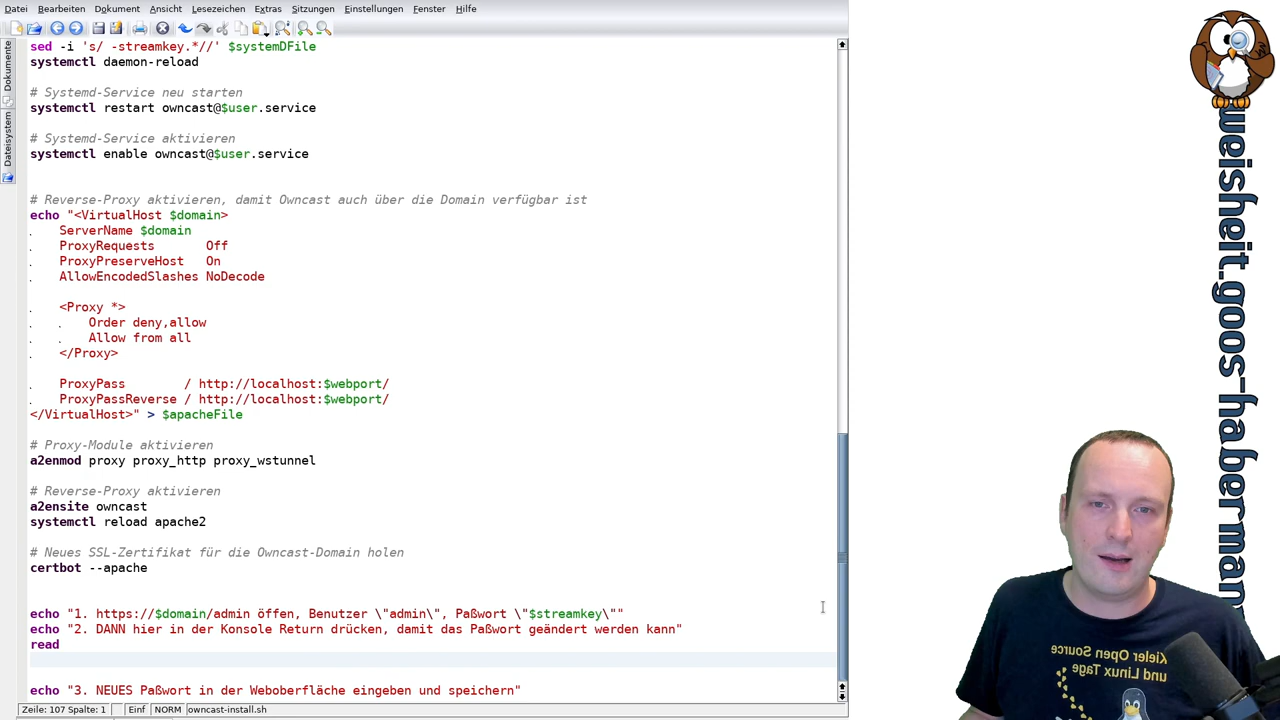 Datei Bearbeiten Dokument Ansicht Lesezeichen Extras Sitzungen Einstellungen Fenster Hilfe
Dokumente
Dateisystem
sed -i 's/ -streamkey.*//' $systemDFile
systemctl daemon-reload
# Systemd-Service neu starten
systemctl restart owncast@$user.service
# Systemd-Service aktivieren
systemctl enable owncast@$user.service
# Reverse-Proxy aktivieren, damit Owncast auch über die Domain verfügbar ist
echo "<VirtualHost $domain>
ServerName $domain
ProxyRequests Off
ProxyPreserveHost On
AllowEncodedSlashes NoDecode
<Proxy *>
Order deny,allow
Allow from all
</Proxy>
ProxyPass / http://localhost:$webport/
ProxyPassReverse / http://localhost:$webport/
</VirtualHost>" > $apacheFile
# Proxy-Module aktivieren
a2enmod proxy proxy_http proxy_wstunnel
# Reverse-Proxy aktivieren
a2ensite owncast
systemctl reload apache2
# Neues SSL-Zertifikat für die Owncast-Domain holen
certbot --apache
echo "1. https://$domain/admin öffen, Benutzer \"admin\", Paßwort \"$streamkey\""
echo "2. DANN hier in der Konsole Return drücken, damit das Paßwort geändert werden kann"
read
echo "3. NEUES Paßwort in der Weboberfläche eingeben und speichern"
Zeile: 107 Spalte: 1 Einf NORM owncast-install.sh
weisheit.goos-haberman
Kieler Open Source
und Linux Tage